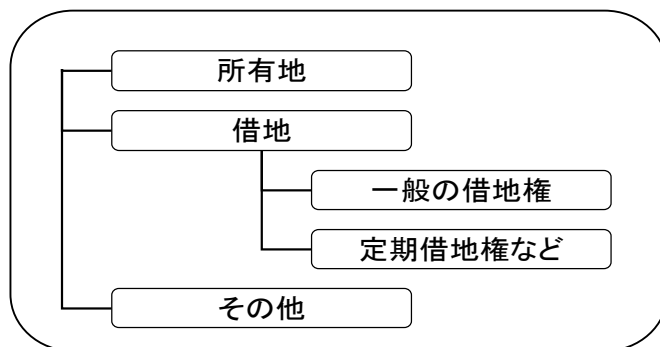 所有地
借地
一般の借地権
定期借地権など
その他